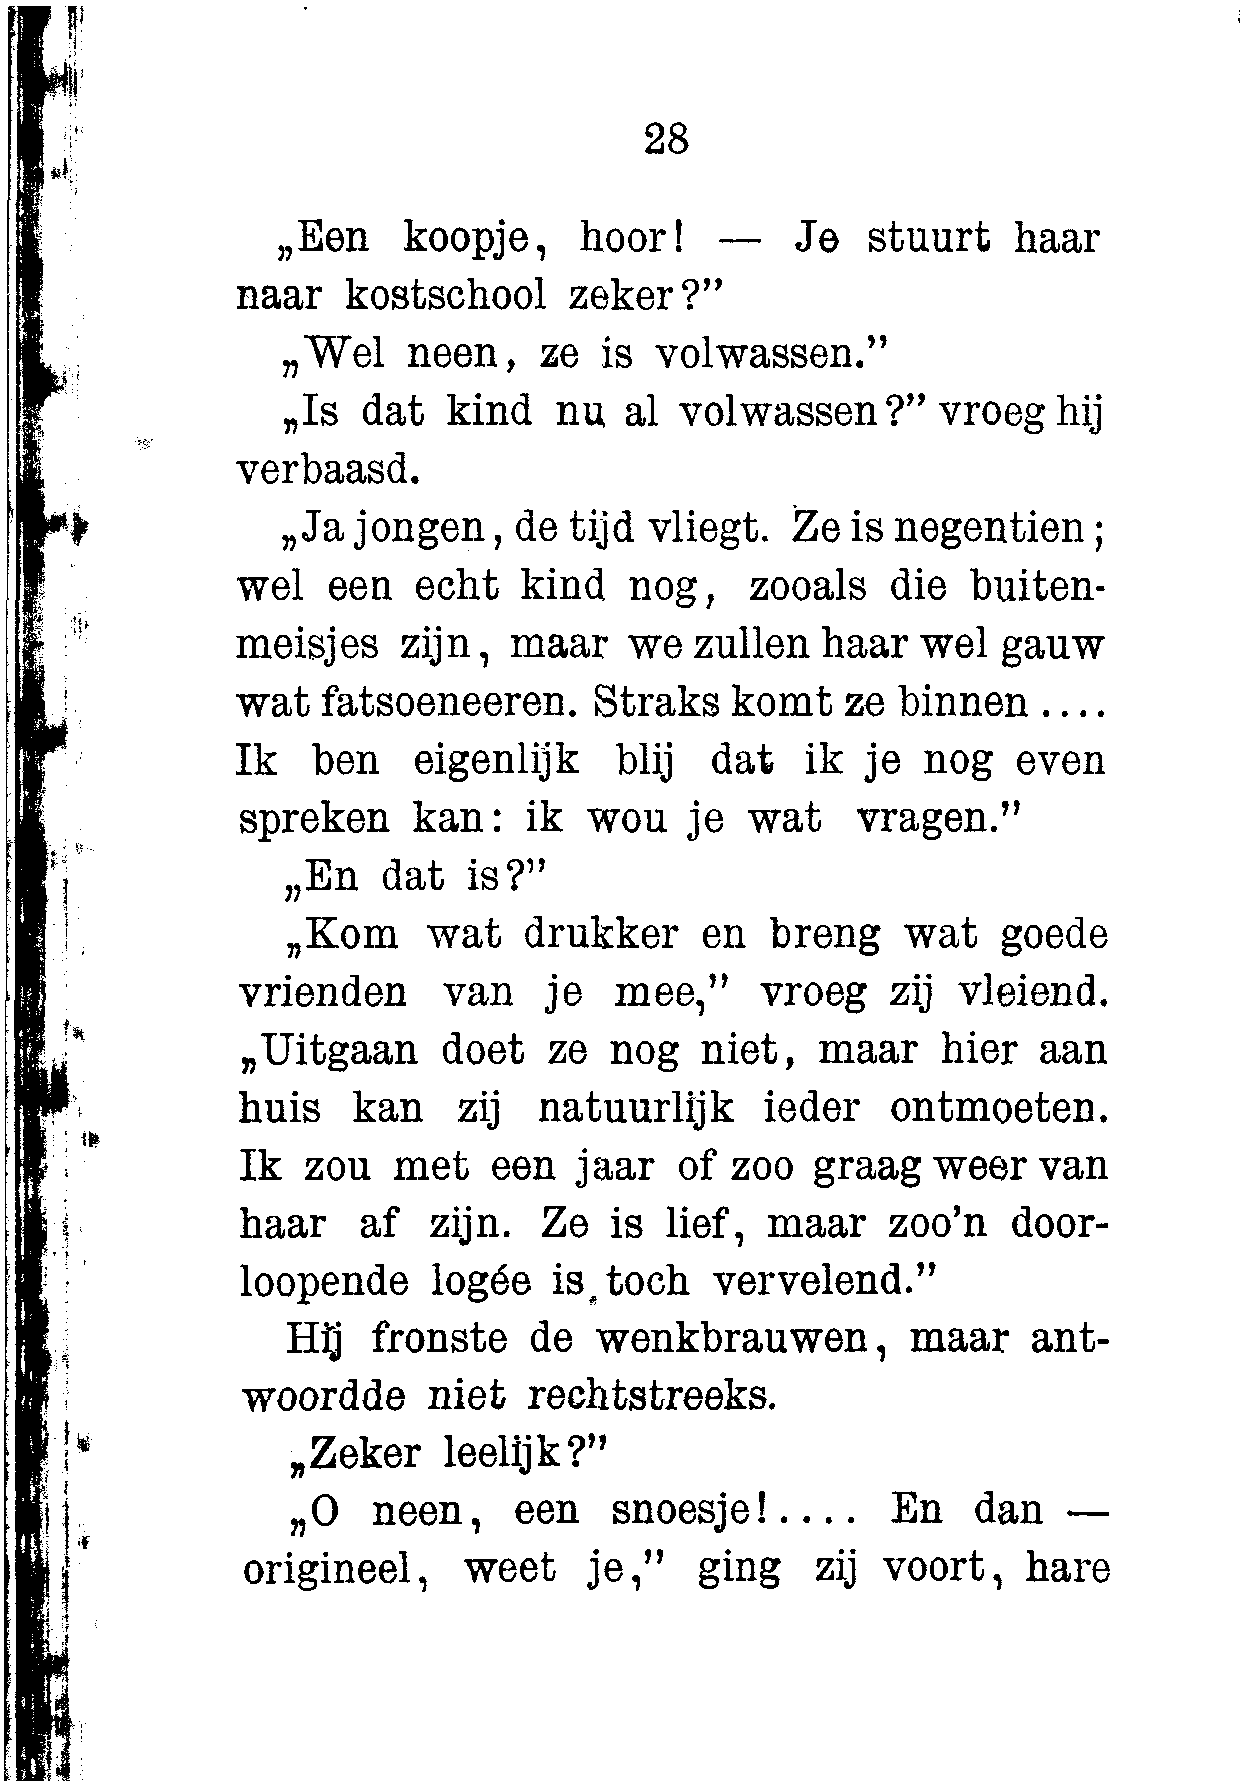 28
„Een koopje, hoor! — Je stuurt haar
naar kostschool zeker?”
„Wel neen, ze is volwassen.”
„Is dat kind nu al volwassen?” vroeg hij
verbaasd.
„Ja jongen, de tijd vliegt. Ze is negentien;
wel een echt kind nog, zooals die buiten-
meisjes zijn, maar we zullen haar wel gauw
wat fatsoeneeren. Straks komt ze binnen ....
Ik ben eigenlijk blij dat ik je nog even
spreken kan: ik wou je wat vragen.”
„En dat is?”
„Kom wat drukker en breng wat goede
vrienden van je mee,” vroeg zij vleiend.
„Uitgaan doet ze nog niet, maar hier aan
huis kan zij natuurlijk ieder ontmoeten.
Ik zou met een jaar of zoo graag weer van
haar af zijn. Ze is lief, maar zoo’n door-
loopende logée is toch vervelend.”
Hij fronste de wenkbrauwen, maar ant-
woordde niet rechtstreeks.
„Zeker leelijk?”
„O neen, een snoesje!.... En dan —
origineel, weet je,” ging zij voort, hare